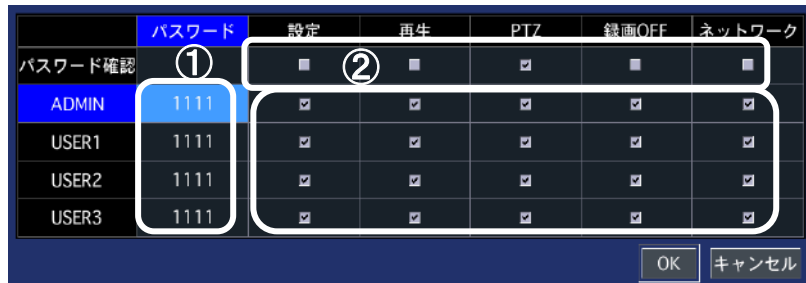 パスワード 設定 再生 PTZ 録画OFF ネットワーク
パスワード確認 ① ②
ADMIN 1111
USER1 1111
USER2 1111
USER3 1111
OK キャンセル